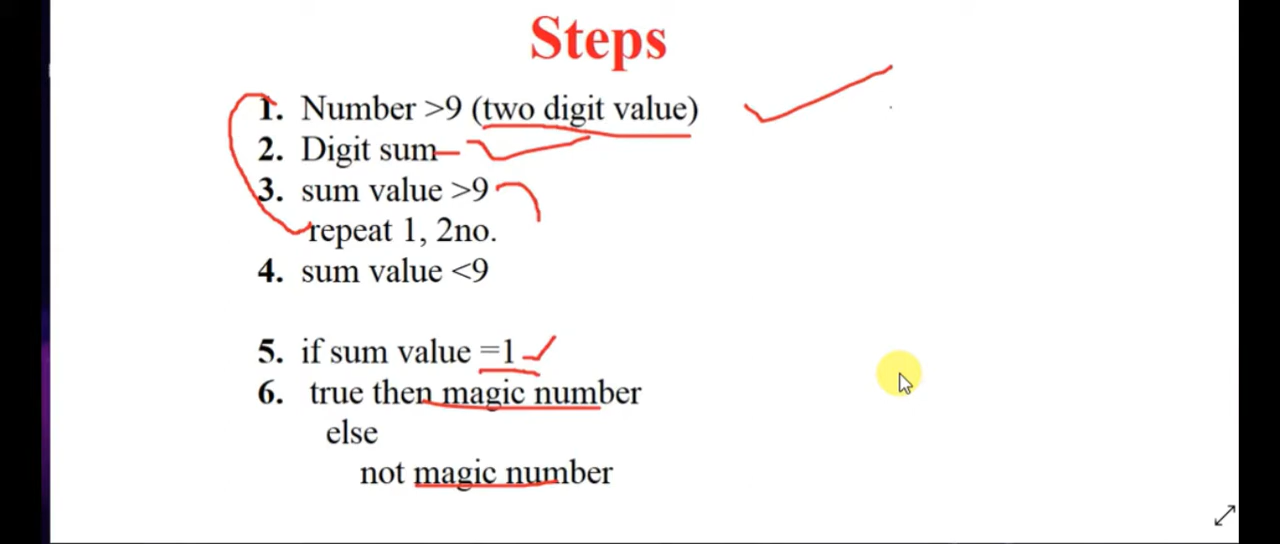 Steps
1. Number >9 (two digit value)
2. Digit sum
3. sum value >9
repeat 1, 2no.
4. sum value <9
5. if sum value =1
6. true then magic number
else
not magic number